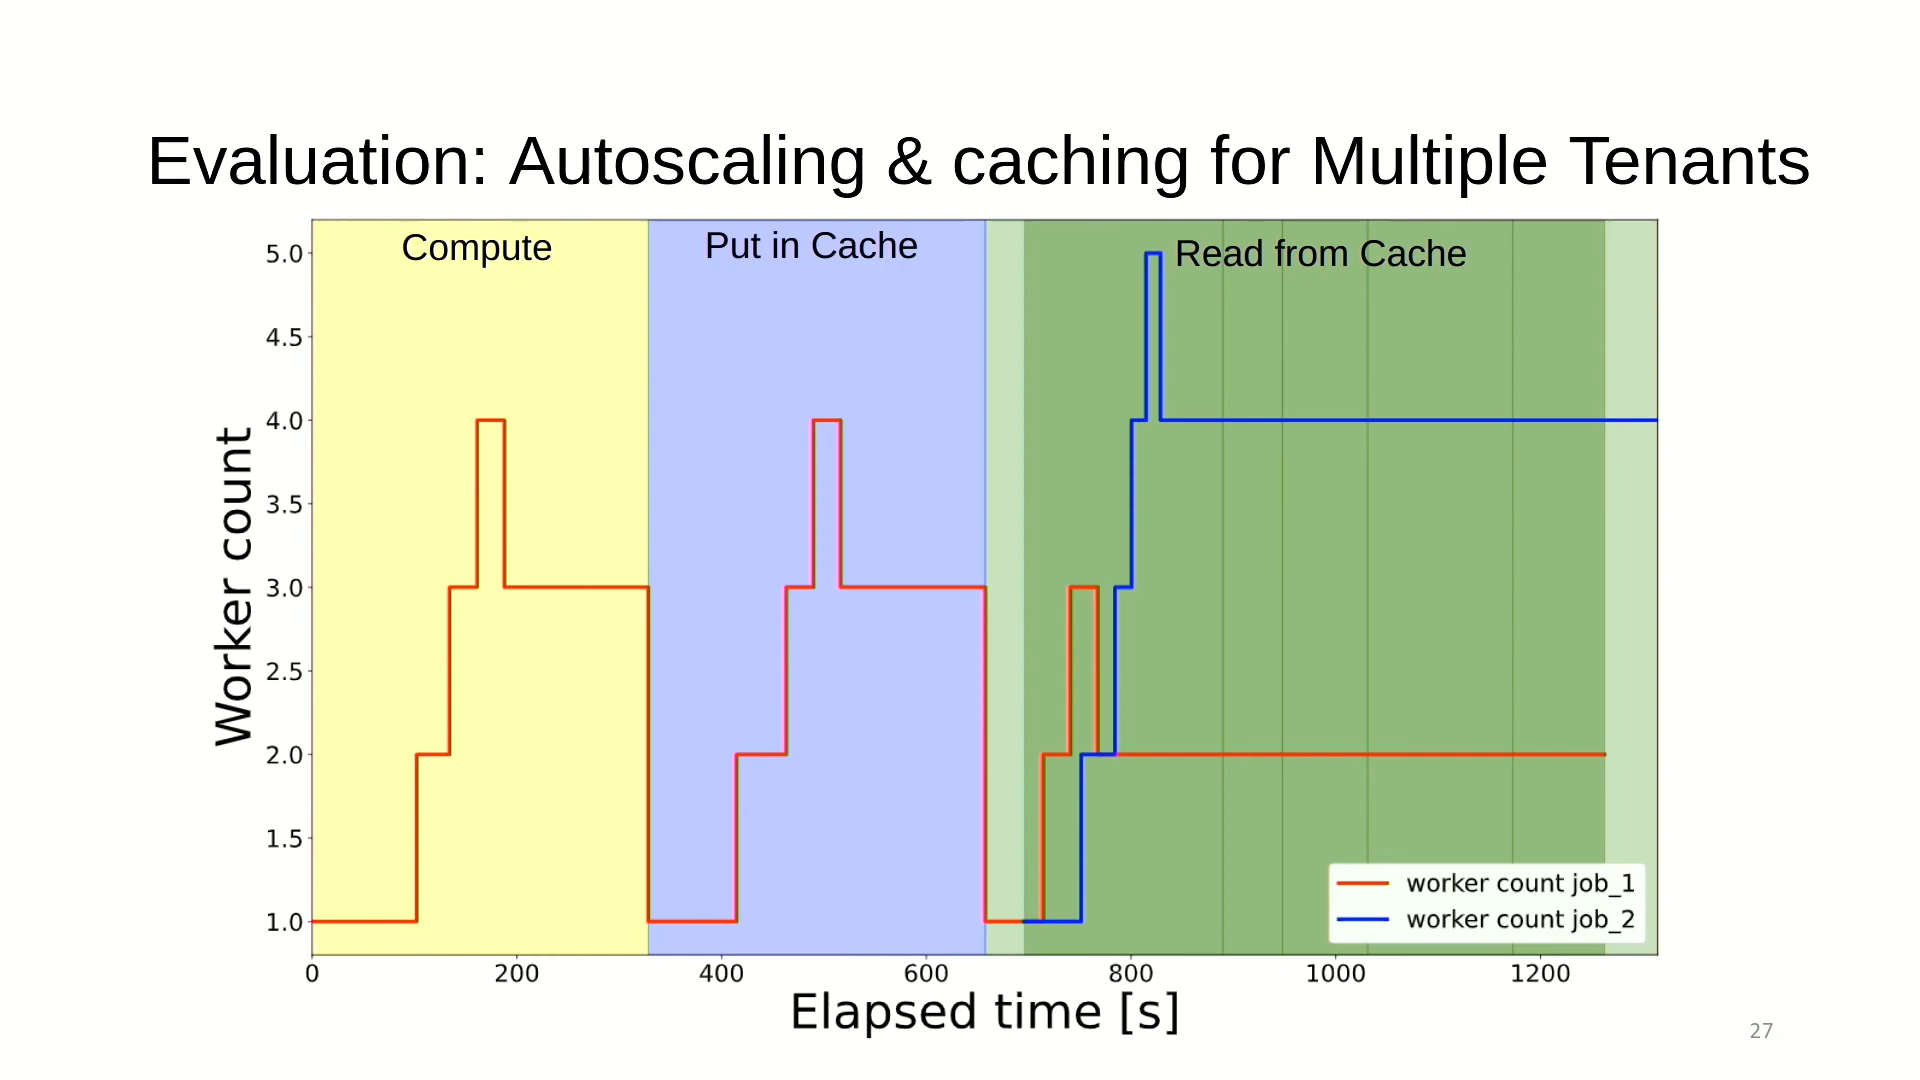 Evaluation: Autoscaling & caching for Multiple Tenants
Compute
Put in Cache
Read from Cache
Worker count
5.0
4.5
4.0
3.5
3.0
2.5
2.0
1.5
1.0
worker count job_1
worker count job_2
0 200 400 600 800 1000 1200
Elapsed time [s]
27